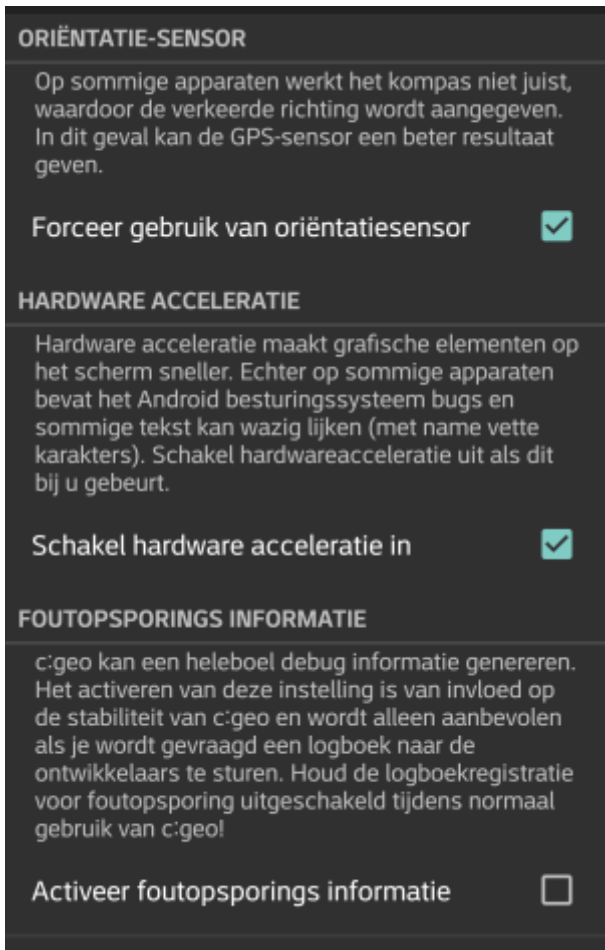 ORIËNTATIE-SENSOR
Op sommige apparaten werkt het kompas niet juist,
waardoor de verkeerde richting wordt aangegeven.
In dit geval kan de GPS-sensor een beter resultaat
geven.
Forceer gebruik van oriëntatiesensor
HARDWARE ACCELERATIE
Hardware acceleratie maakt grafische elementen op
het scherm sneller. Echter op sommige apparaten
bevat het Android besturingssysteem bugs en
sommige tekst kan wazig lijken (met name vette
karakters). Schakel hardwareacceleratie uit als dit
bij u gebeurt.
Schakel hardware acceleratie in
FOUTOPSPORINGS INFORMATIE
c:geo kan een heleboel debug informatie genereren.
Het activeren van deze instelling is van invloed op
de stabiliteit van c:geo en wordt alleen aanbevolen
als je wordt gevraagd een logboek naar de
ontwikkelaars te sturen. Houd de logboekregistratie
voor foutopsporing uitgeschakeld tijdens normaal
gebruik van c:geo!
Activeer foutopsporings informatie